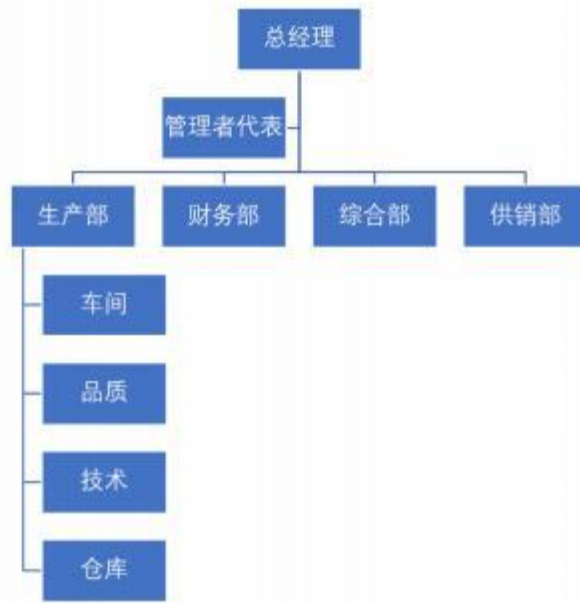 总经理
管理者代表
生产部
财务部
综合部
供销部
车间
品质
技术
仓库